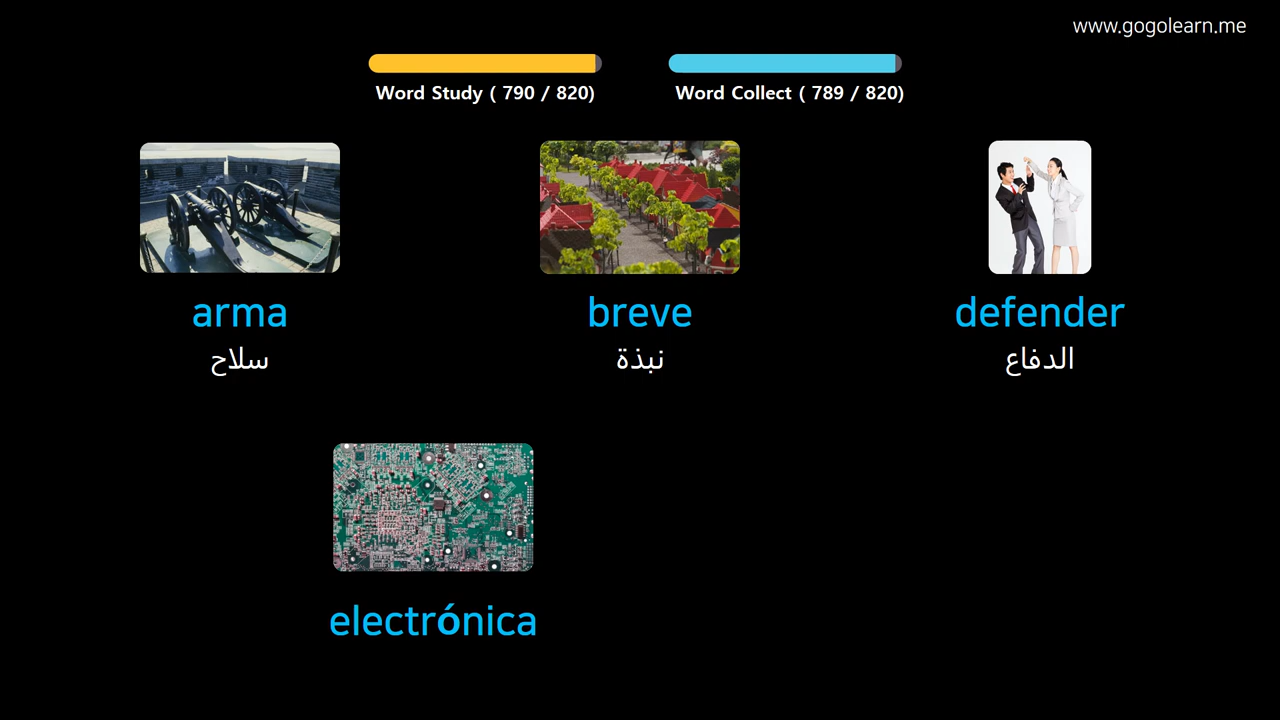 www.gogolearn.me
Word Study ( 790 / 820)
Word Collect ( 789 / 820)
arma
breve
defender
سلاح
نبذة
الدفاع
electrónica